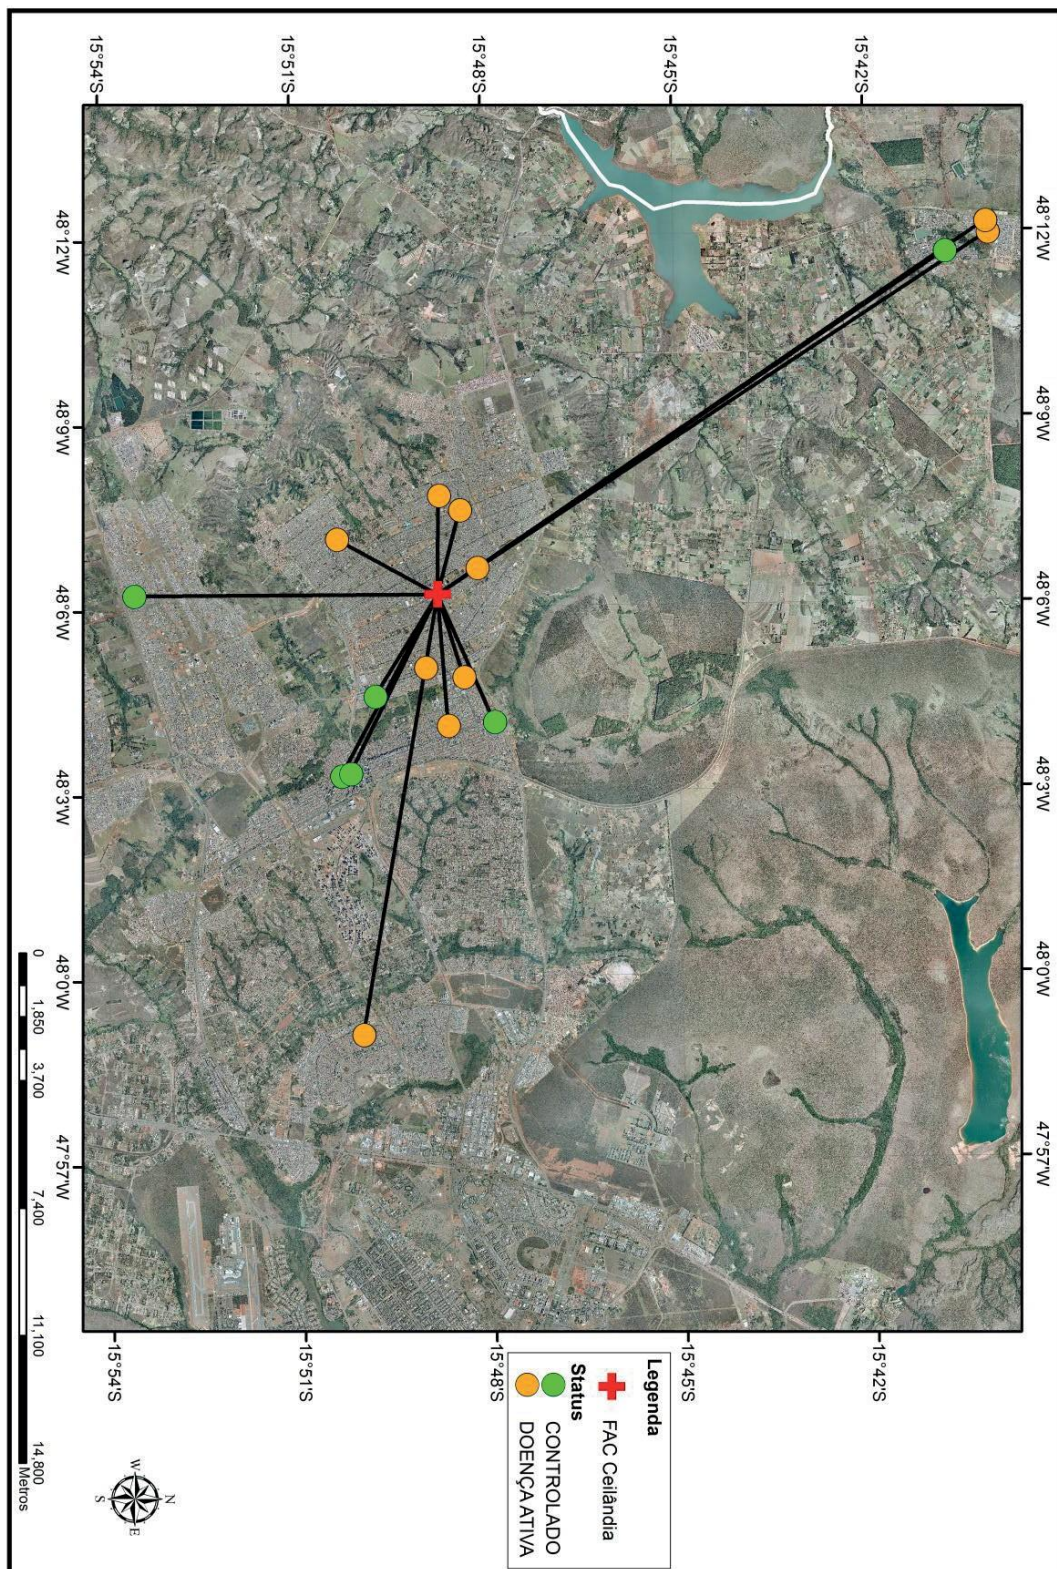 48°12'W
48°9'W
48°6'W
48°3'W
48°0'W
47°57'W
15°42'S
15°45'S
15°48'S
15°51'S
15°54'S
15°42'S
15°45'S
15°48'S
15°51'S
15°54'S
Legenda
FAC Ceilândia
Status
CONTROLADO
DOENÇA ATIVA
N
W E
S
48°12'W
48°9'W
48°6'W
48°3'W
48°0'W
47°57'W
0 1,850 3,700 7,400 11,100 14,800
Metros